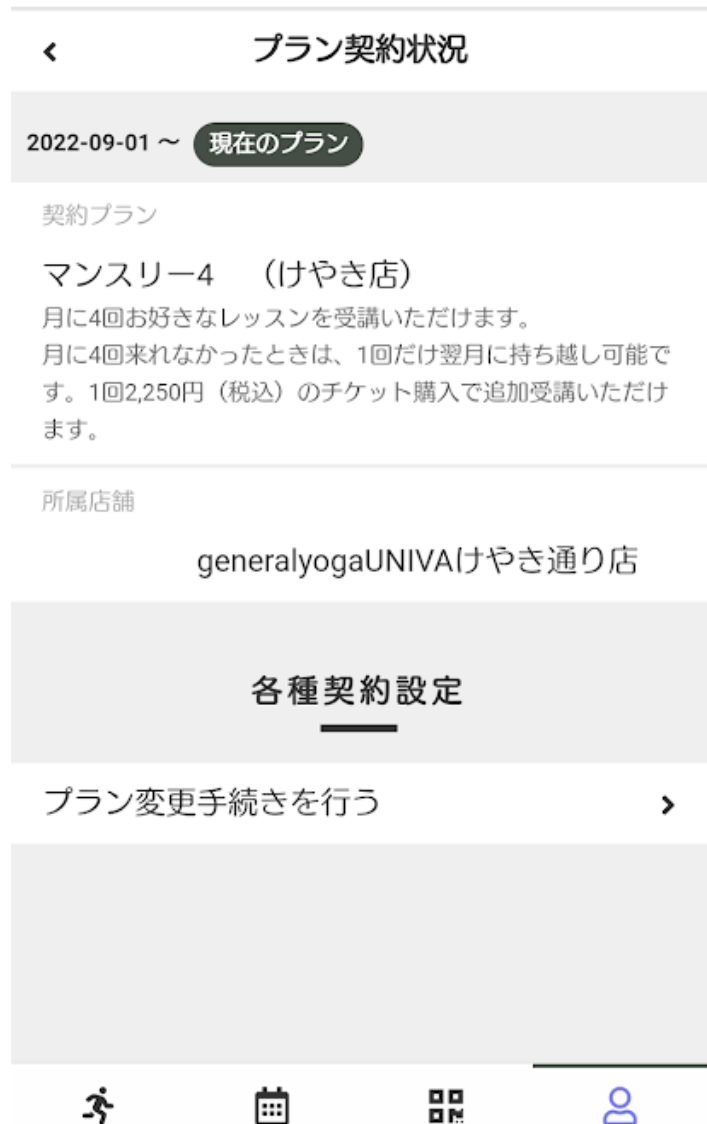 プラン契約状況
2022-09-01 〜 現在のプラン
契約プラン
マンスリー4　（けやき店）
月に4回お好きなレッスンを受講いただけます。
月に4回来れなかったときは、1回だけ翌月に持ち越し可能で
す。1回2,250円（税込）のチケット購入で追加受講いただけ
ます。
所属店舗
generalyogaUNIVAけやき通り店
各種契約設定
プラン変更手続きを行う